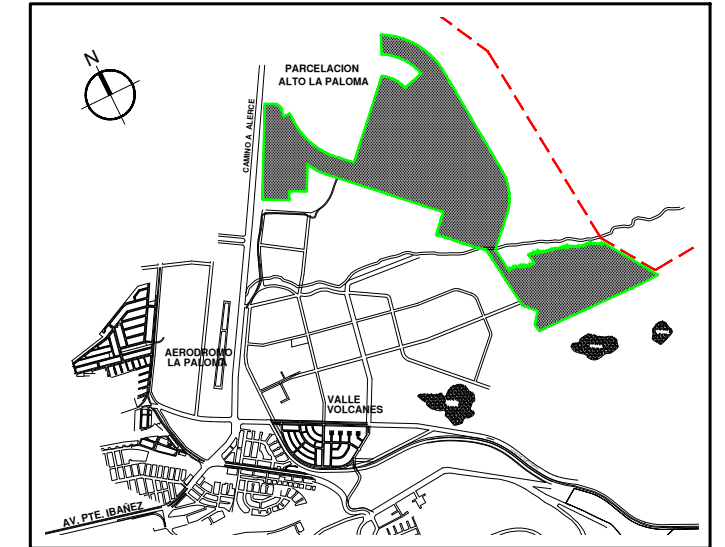 N
PARCELACION
ALTO LA PALOMA
CAMINO A ALERCE
AERODROMO
LA PALOMA
VALLE
VOLCANES
AV. PTE. IBAÑEZ